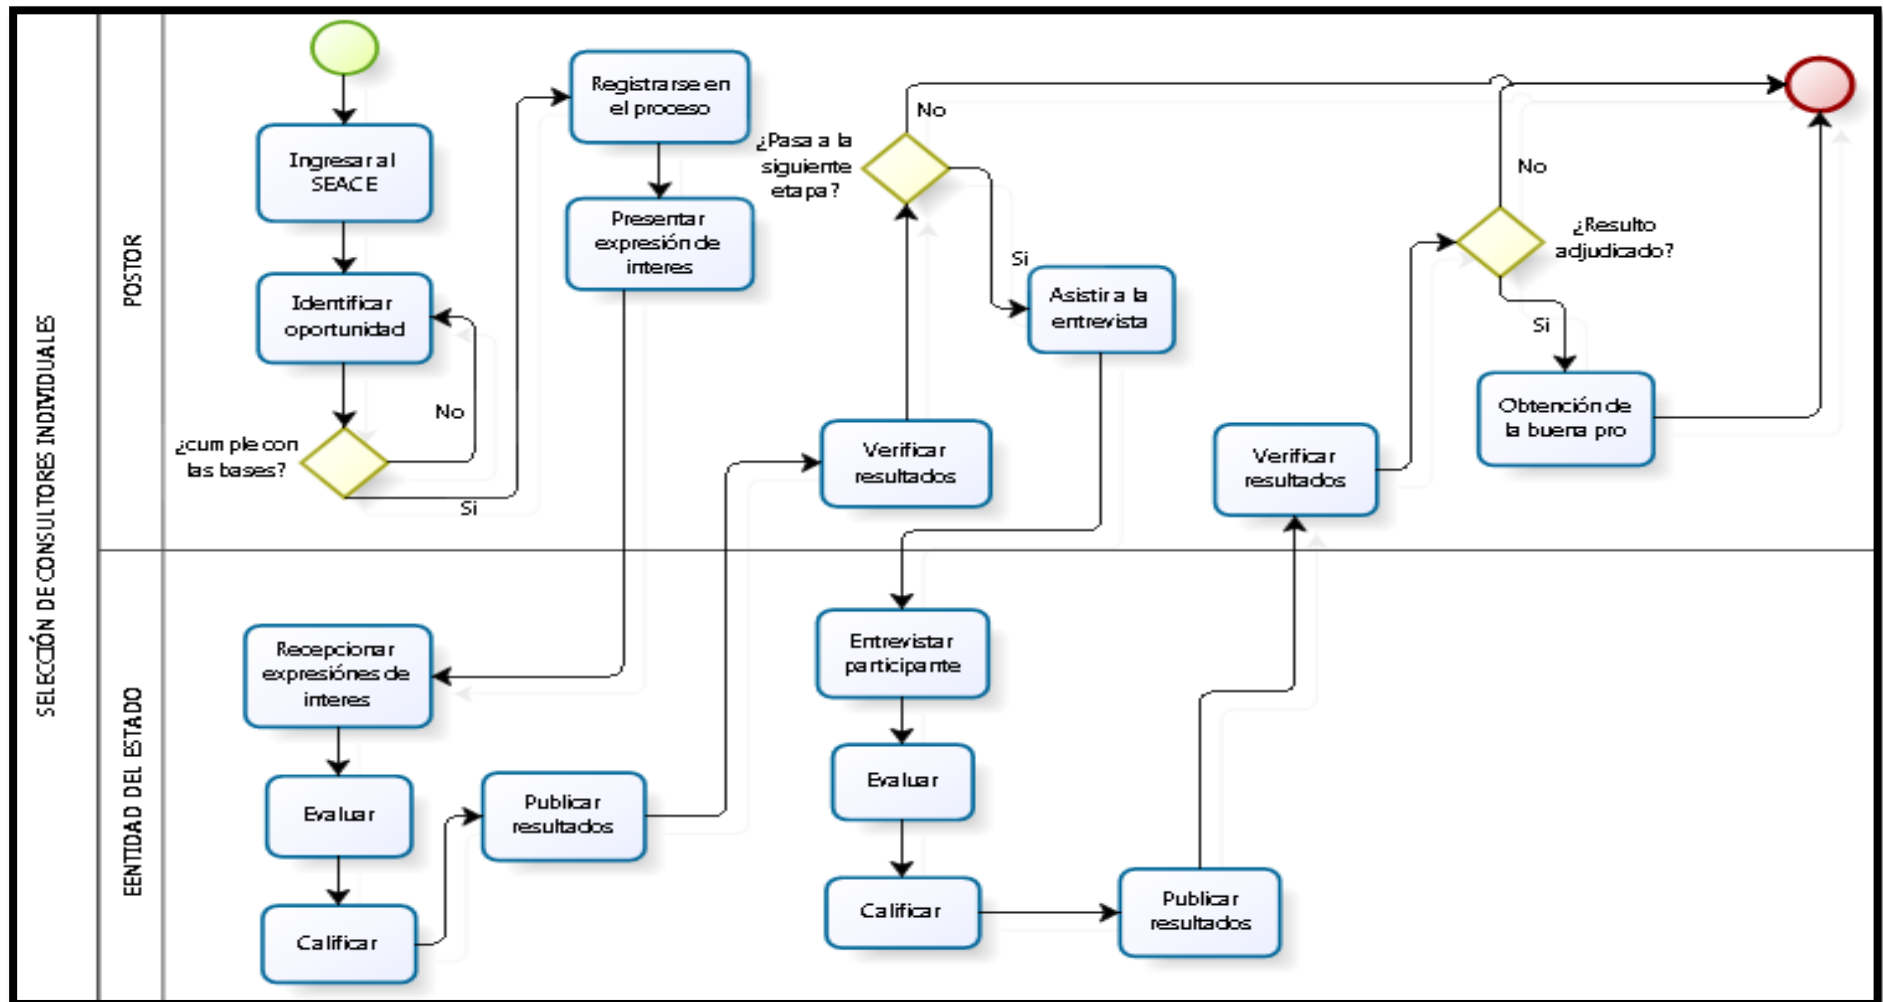 SELECCIÓN DE CONSULTORES INDIVIDUALES
POSTOR
Ingresar al
SEACE
Identificar
oportunidad
No
¿cumple con
las bases?
Si
Registrarse en
el proceso
Presentar
expresión de
interes
¿Pasa a la
siguiente
etapa?
No
Si
Asistir a la
entrevista
Verificar
resultados
Verificar
resultados
No
¿Resulto
adjudicado?
Si
Obtención de
la buena pro
EENTIDAD DEL ESTADO
Recepcionar
expresiónes de
interes
Evaluar
Calificar
Publicar
resultados
Entrevistar
participante
Evaluar
Calificar
Publicar
resultados